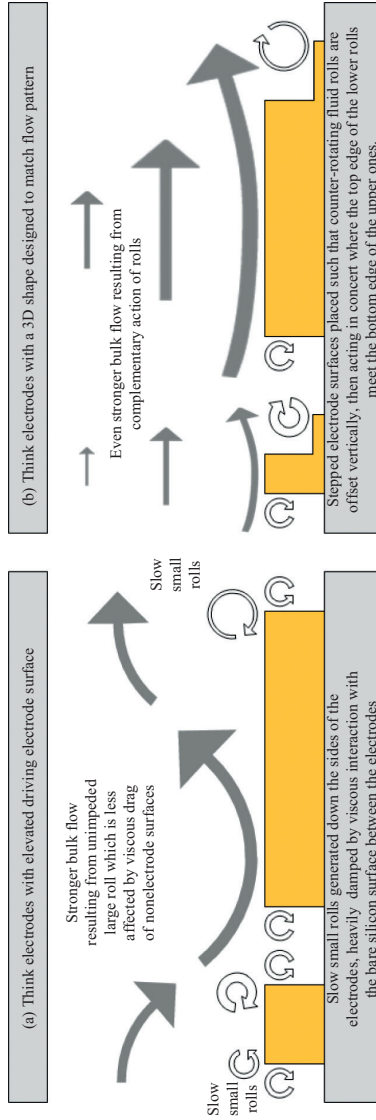 (a) Think electrodes with elevated driving electrode surface
Stronger bulk flow
resulting from unimpeded
large roll which is less
affected by viscous drag
of nonelectrode surfaces
Slow
small
rolls
Slow
small
rolls
Slow small rolls generated down the sides of the
electrodes, heavily damped by viscous interaction with
the bare silicon surface between the electrodes
(b) Think electrodes with a 3D shape designed to match flow pattern
Even stronger bulk flow resulting from
complementary action of rolls
Stepped electrode surfaces placed such that counter-rotating fluid rolls are
offset vertically, then acting in concert where the top edge of the lower rolls
meet the bottom edge of the upper ones.